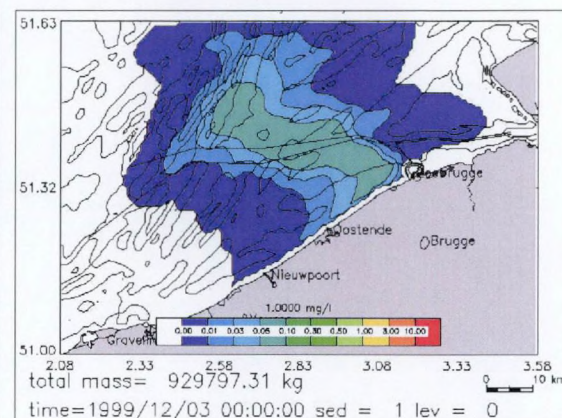 51.63
51.32
51.00
Oostende
Brugge
Nieuwpoort
1.0000 mg/l
0.00 0.01 0.03 0.05 0.10 0.30 0.50 1.00 3.00 10.00
2.08 2.33 2.58 2.83 3.08 3.33 3.58
total mass= 929797.31 kg
0 10 km
time=1999/12/03 00:00:00 sed = 1 lev = 0